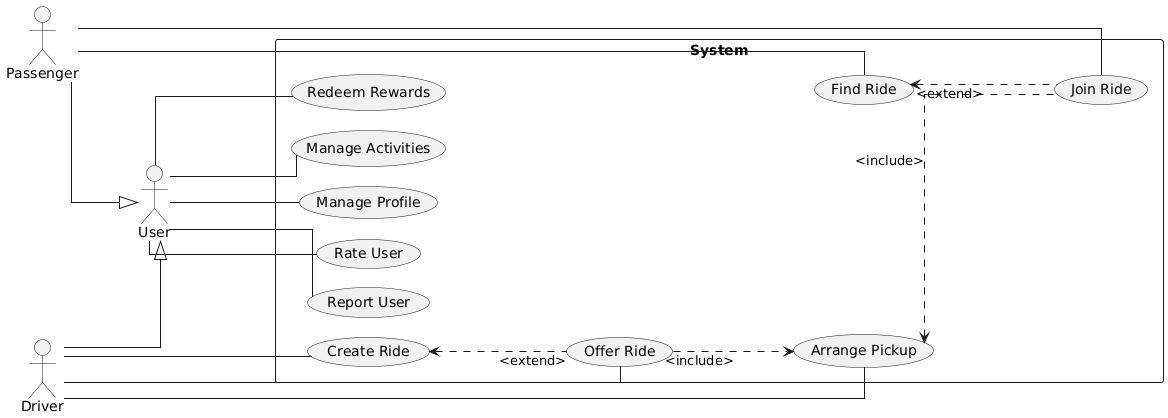 System
Passenger
Find Ride
Join Ride
Redeem Rewards
<extend>
Manage Activities
<include>
Manage Profile
User
Rate User
Report User
Create Ride
Offer Ride
Arrange Pickup
<extend>
<include>
Driver